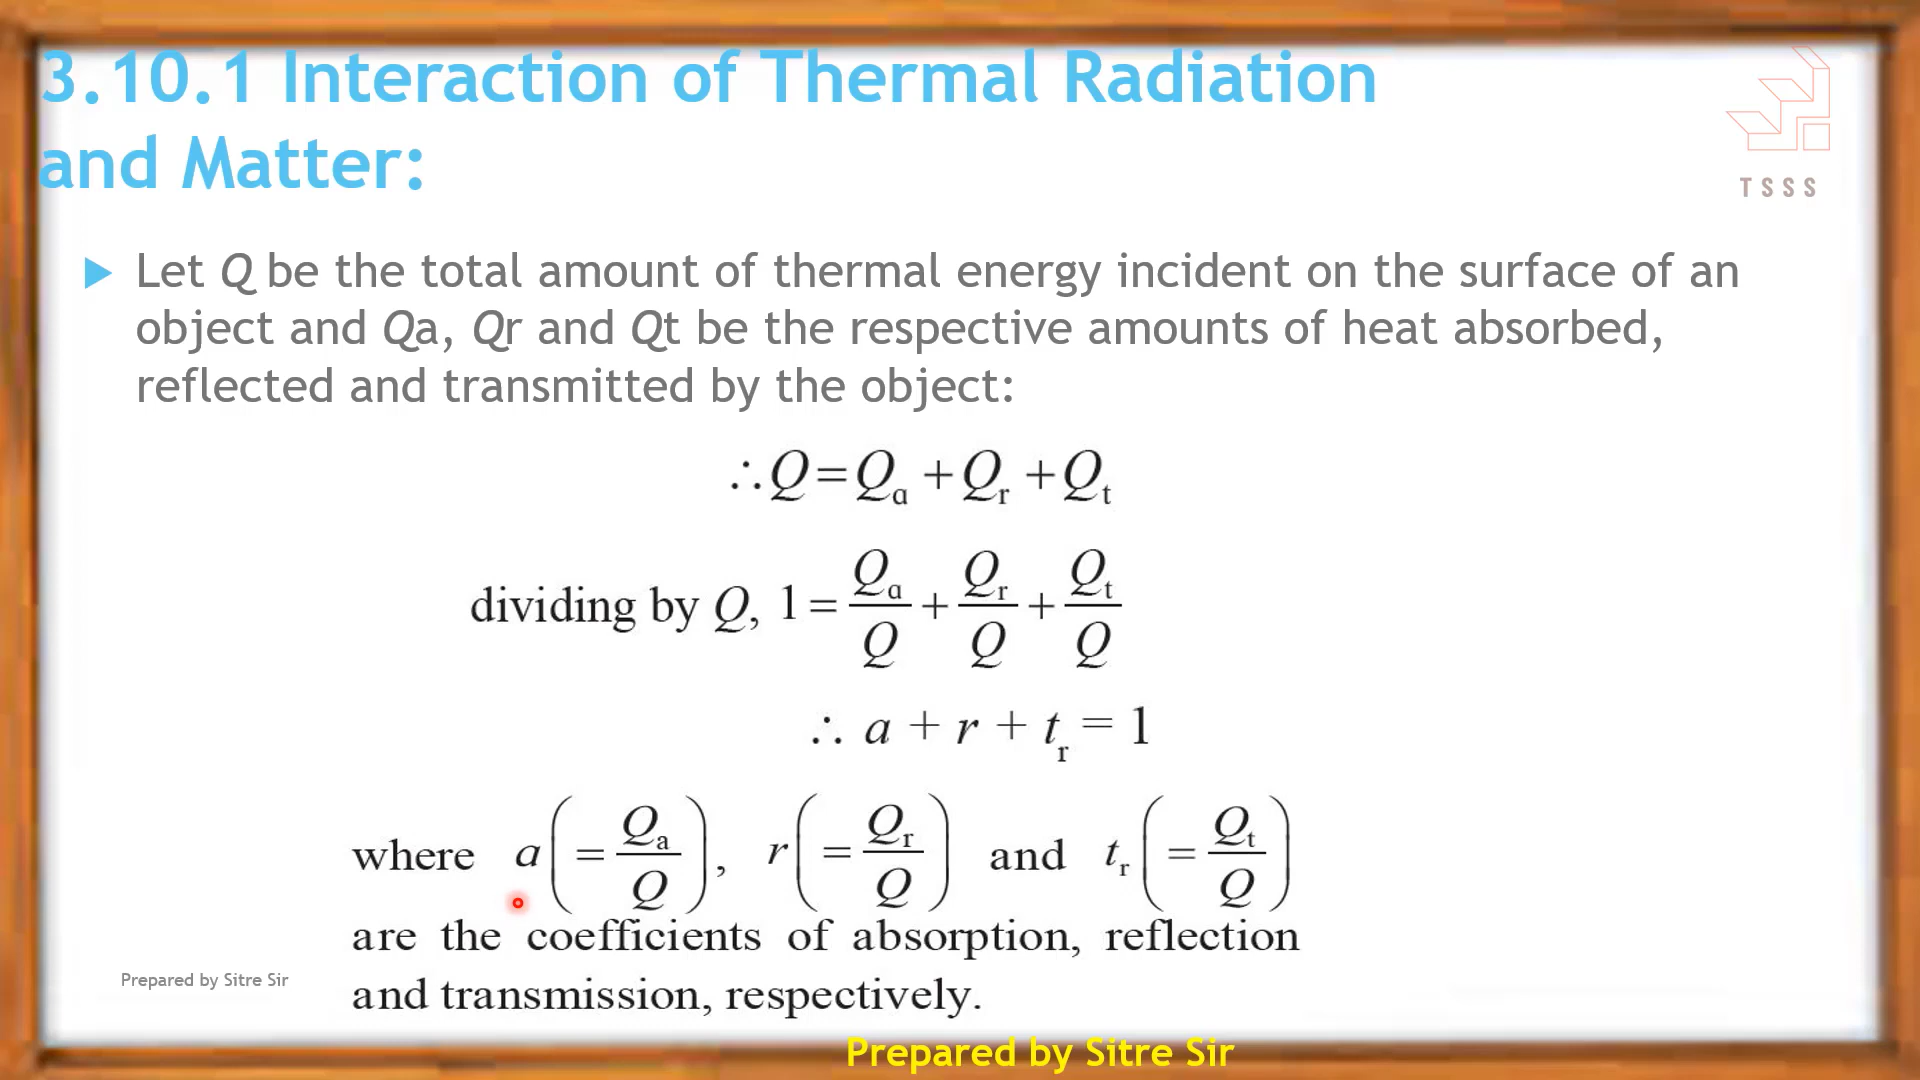 3.10.1 Interaction of Thermal Radiation
and Matter:
TSSS
Let Q be the total amount of thermal energy incident on the surface of an
object and Qa, Qr and Qt be the respective amounts of heat absorbed,
reflected and transmitted by the object:
∴ Q = Qₐ + Qᵣ + Qₜ
dividing by Q, 1 = Qₐ/Q + Qᵣ/Q + Qₜ/Q
∴ a + r + tᵣ = 1
where a (= Qₐ/Q), r (= Qᵣ/Q) and tᵣ (= Qₜ/Q)
are the coefficients of absorption, reflection
and transmission, respectively.
Prepared by Sitre Sir
Prepared by Sitre Sir